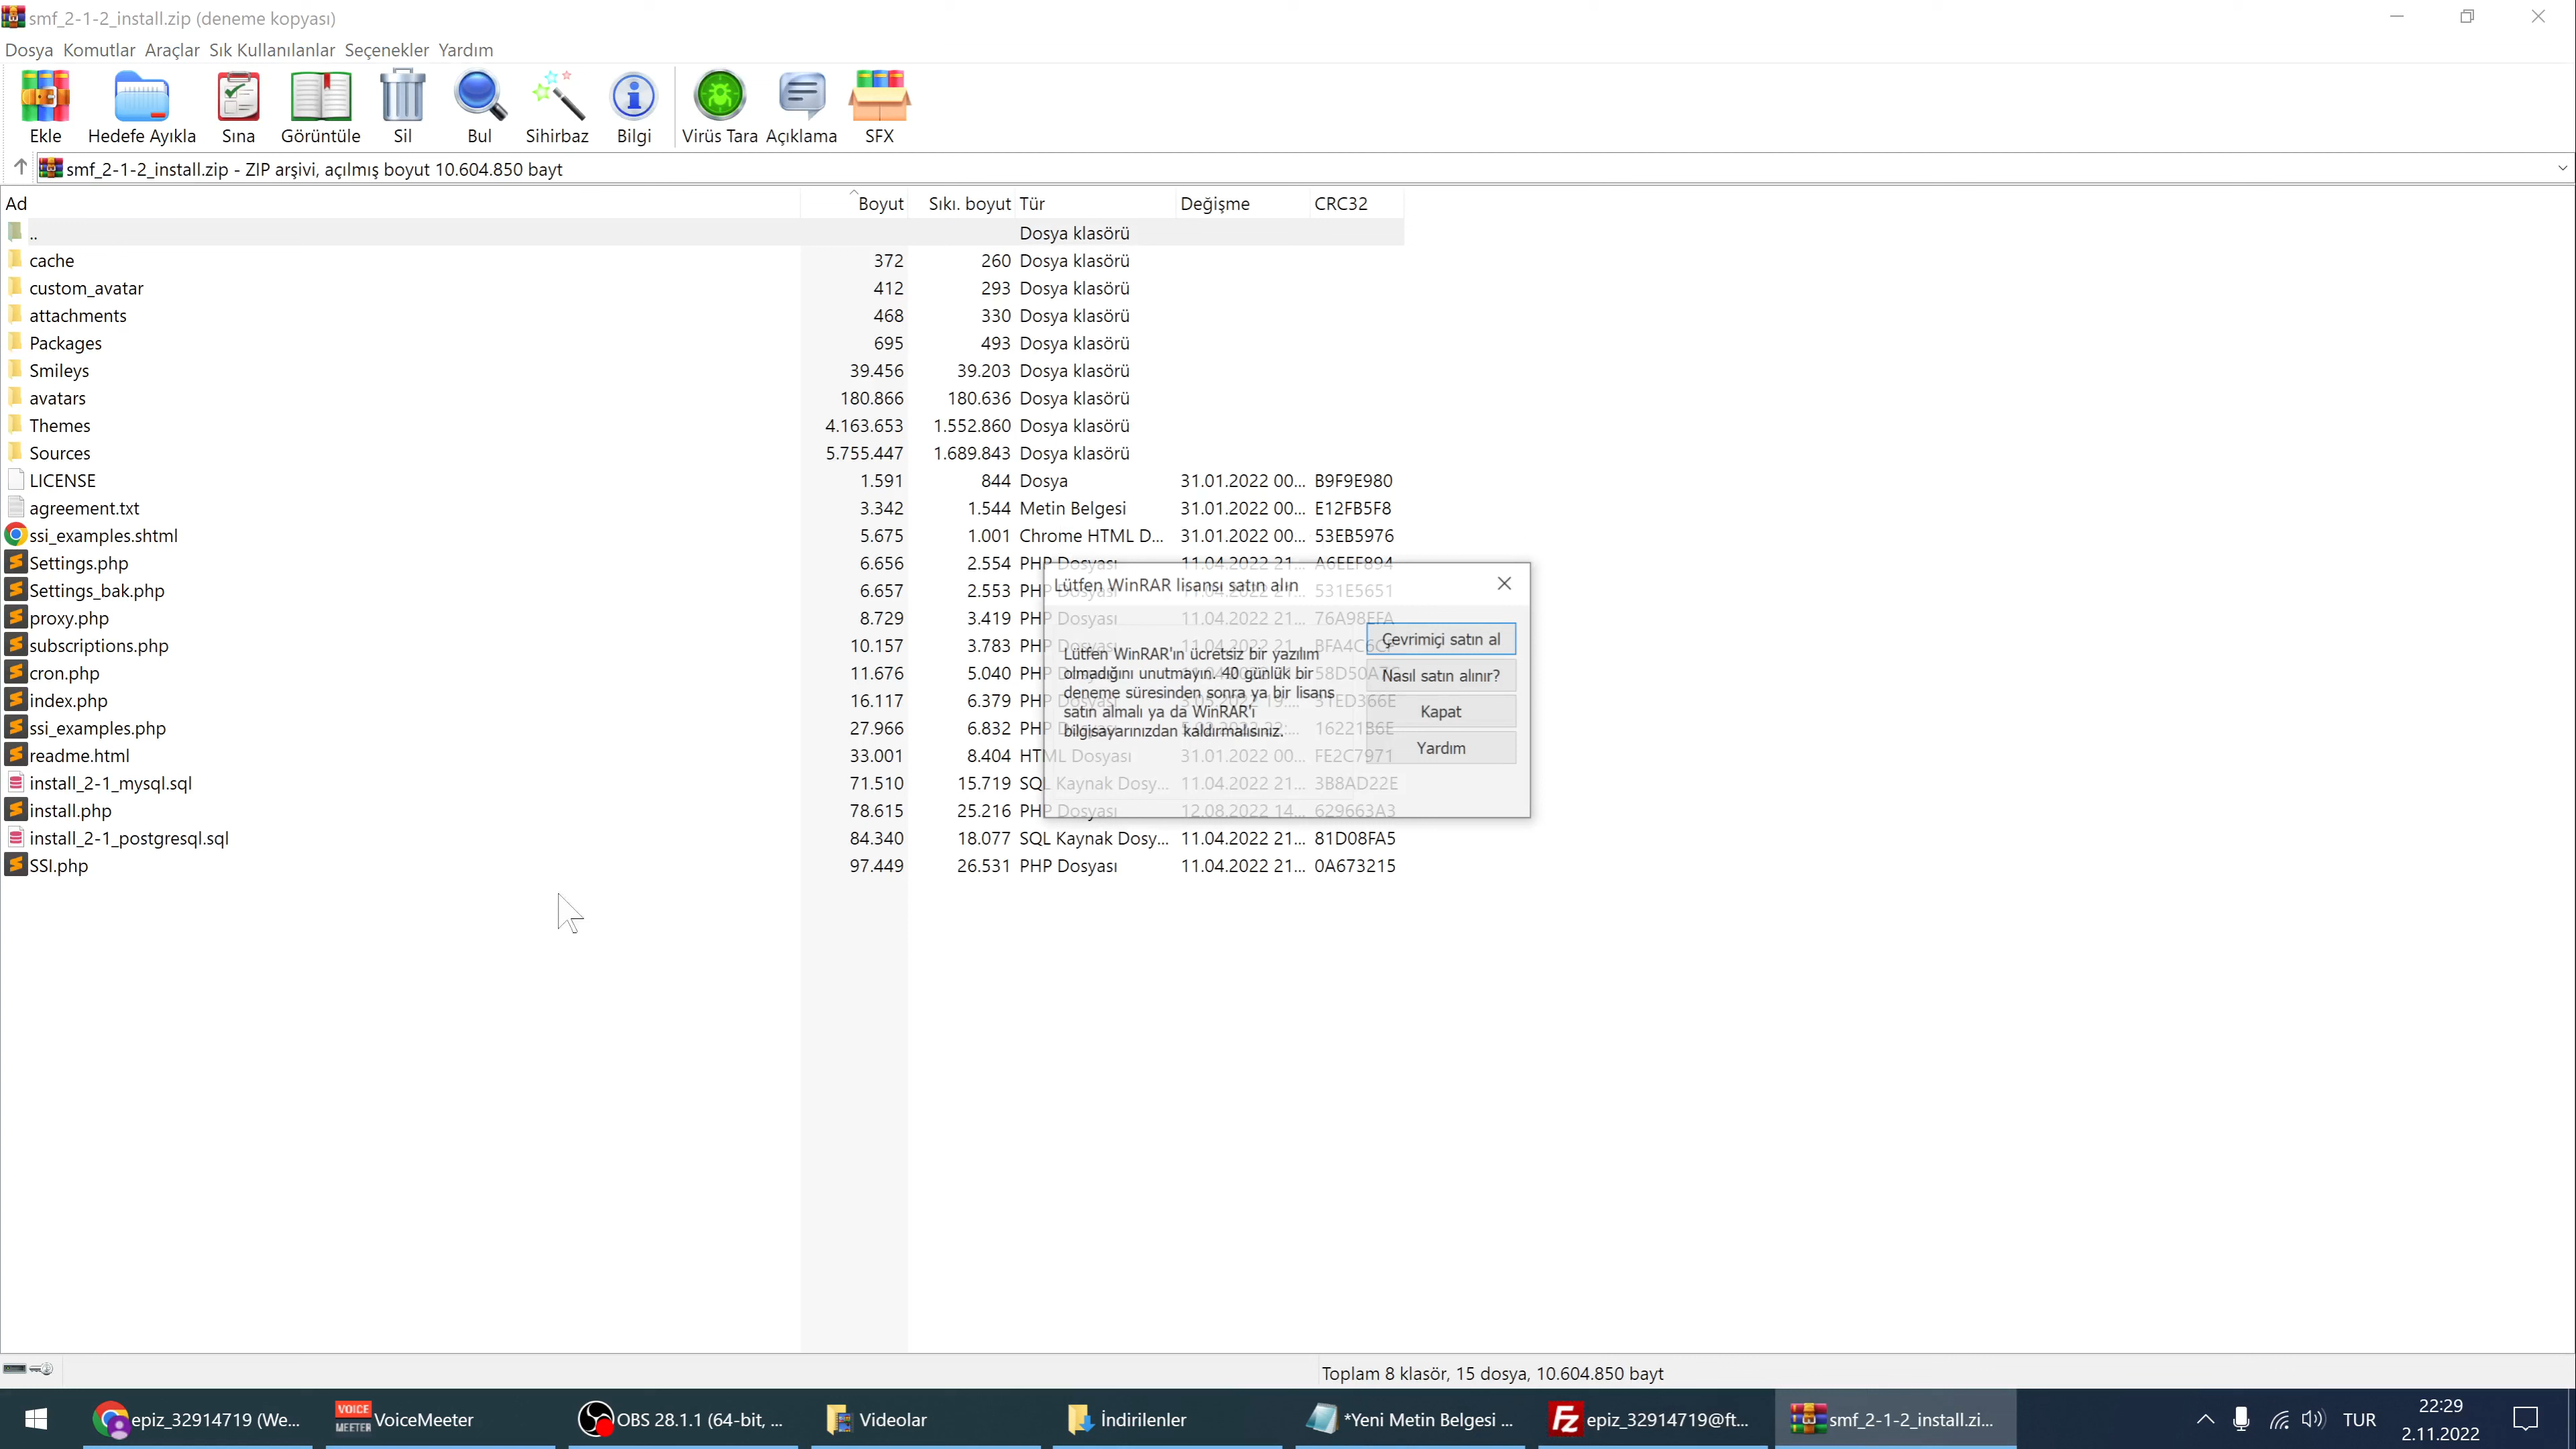 smf_2-1-2_install.zip (deneme kopyası)
Dosya Komutlar Araçlar Sık Kullanılanlar Seçenekler Yardım
Ekle Hedefe Ayıkla Sına Görüntüle Sil Bul Sihirbaz Bilgi Virüs Tara Açıklama SFX
smf_2-1-2_install.zip - ZIP arşivi, açılmış boyut 10.604.850 bayt
Ad Boyut Sıkı. boyut Tür Değişme CRC32
.. Dosya klasörü
cache 372 260 Dosya klasörü
custom_avatar 412 293 Dosya klasörü
attachments 468 330 Dosya klasörü
Packages 695 493 Dosya klasörü
Smileys 39.456 39.203 Dosya klasörü
avatars 180.866 180.636 Dosya klasörü
Themes 4.163.653 1.552.860 Dosya klasörü
Sources 5.755.447 1.689.843 Dosya klasörü
LICENSE 1.591 844 Dosya 31.01.2022 00... B9F9E980
agreement.txt 3.342 1.544 Metin Belgesi 31.01.2022 00... E12FB5F8
ssi_examples.shtml 5.675 1.001 Chrome HTML D... 31.01.2022 00... 53EB5976
Settings.php 6.656 2.554 PHP Dosyası 11.04.2022 21... A6EEF894
Settings_bak.php 6.657 2.553 PHP 531E5651
proxy.php 8.729 3.419 PHP Dosyası 11.04.2022 21... 76A98EFA
subscriptions.php 10.157 3.783 PHP
cron.php 11.676 5.040 PHP
index.php 16.117 6.379 PHP
ssi_examples.php 27.966 6.832 PHP 16221B6E
readme.html 33.001 8.404 HTML Dosyası 31.01.2022 00... FE2C7971
install_2-1_mysql.sql 71.510 15.719 SQL Kaynak Dosy... 11.04.2022 21... 3B8AD22E
install.php 78.615 25.216 PHP Dosyası 12.08.2022 14... 629663A3
install_2-1_postgresql.sql 84.340 18.077 SQL Kaynak Dosy... 11.04.2022 21... 81D08FA5
SSI.php 97.449 26.531 PHP Dosyası 11.04.2022 21... 0A673215
Lütfen WinRAR lisansı satın alın
Lütfen WinRAR'ın ücretsiz bir yazılım
olmadığını unutmayın. 40 günlük bir
deneme süresinden sonra ya bir lisans
satın almalı ya da WinRAR'i
bilgisayarınızdan kaldırmalısınız.
Çevrimiçi satın al
Nasıl satın alınır?
Kapat
Yardım
Toplam 8 klasör, 15 dosya, 10.604.850 bayt
epiz_32914719 (We... VOICE MEETER VoiceMeeter OBS 28.1.1 (64-bit, ... Videolar İndirilenler *Yeni Metin Belgesi ... Fz epiz_32914719@ft... smf_2-1-2_install.zi... TUR 22:29
2.11.2022